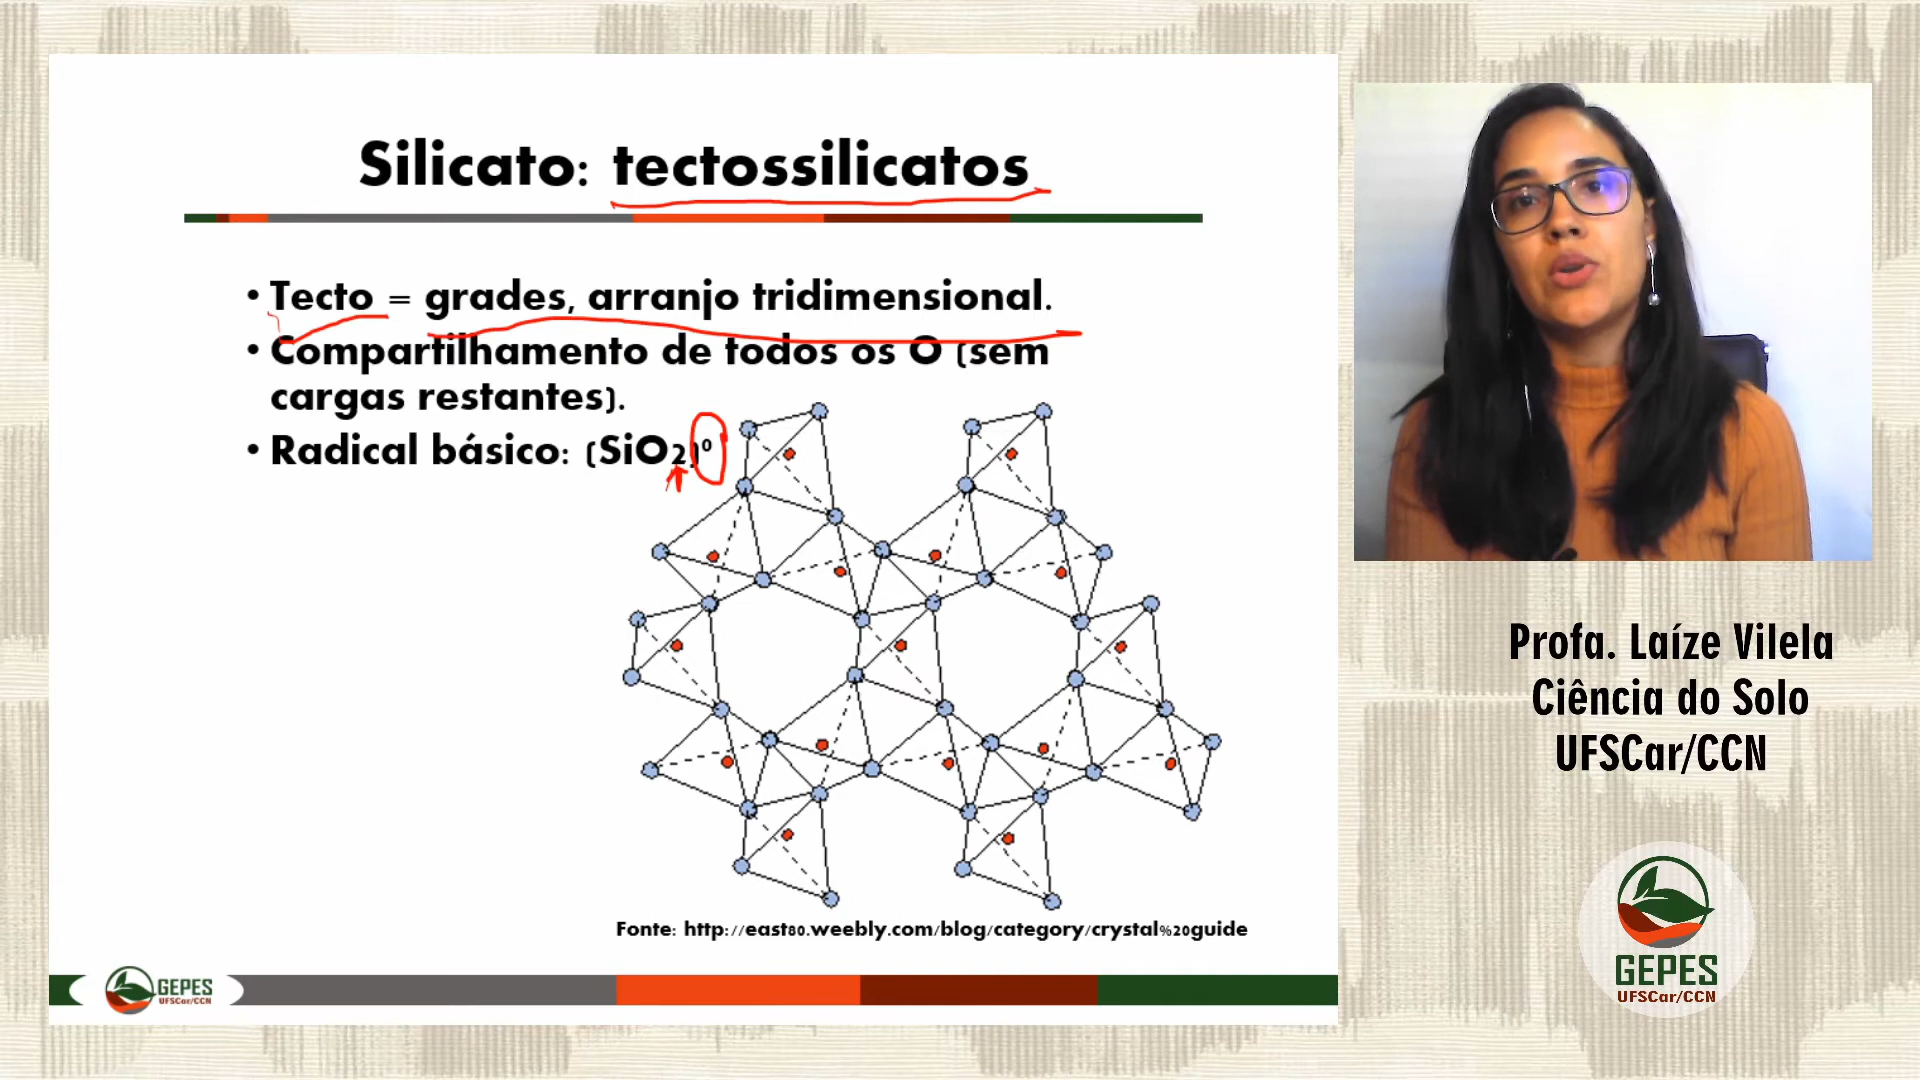 Silicato: tectossilicatos
• Tecto = grades, arranjo tridimensional.
• Compartilhamento de todos os O (sem
cargas restantes).
• Radical básico: (SiO₂)⁰
Fonte: http://east80.weebly.com/blog/category/crystal%20guide
GEPES
UFSCar/CCN
Profa. Laíze Vilela
Ciência do Solo
UFSCar/CCN
GEPES
UFSCar/CCN